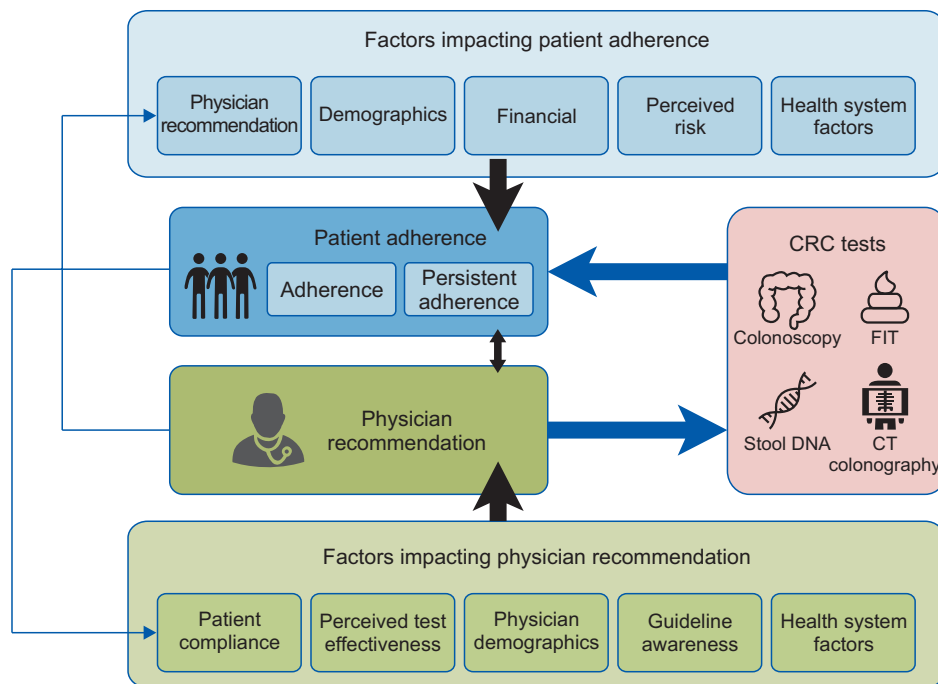 Factors impacting patient adherence
Physician
recommendation
Demographics
Financial
Perceived
risk
Health system
factors
Patient adherence
Adherence
Persistent
adherence
CRC tests
Colonoscopy
FIT
Stool DNA
CT
colonography
Physician
recommendation
Factors impacting physician recommendation
Patient
compliance
Perceived test
effectiveness
Physician
demographics
Guideline
awareness
Health system
factors